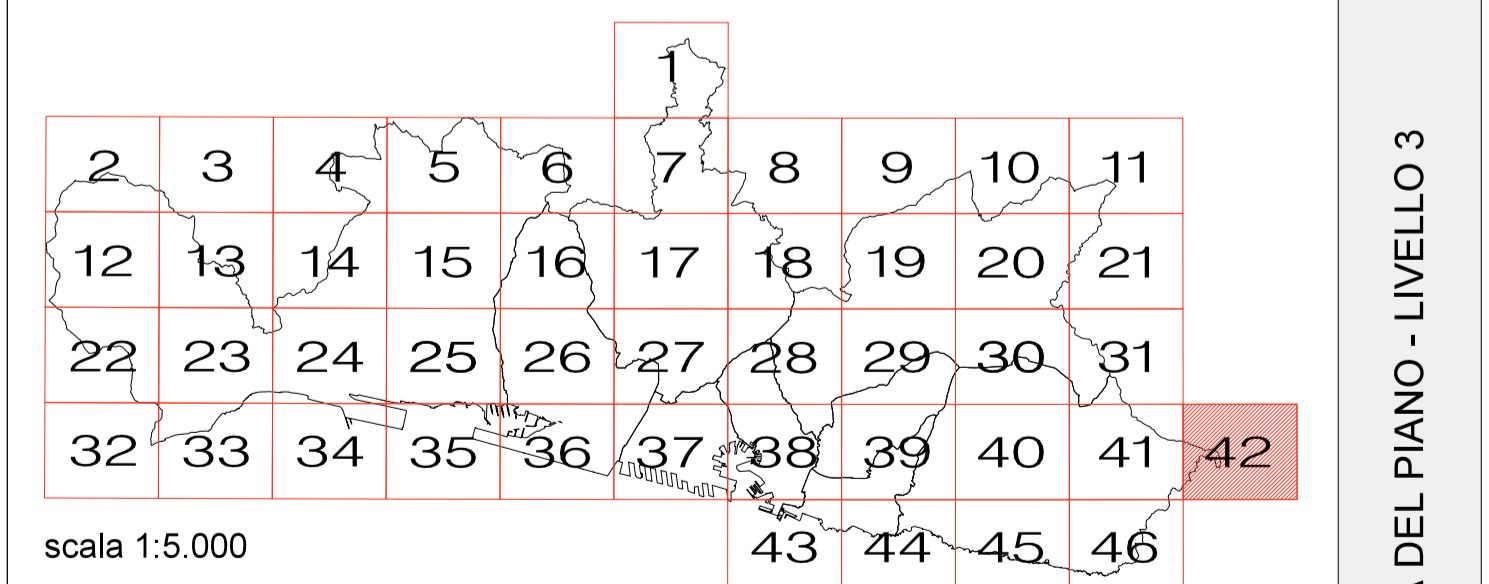 1
2 3 4 5 6 7 8 9 10 11
12 13 14 15 16 17 18 19 20 21
22 23 24 25 26 27 28 29 30 31
32 33 34 35 36 37 38 39 40 41 42
43 44 45 46
scala 1:5.000
DEL PIANO - LIVELLO 3